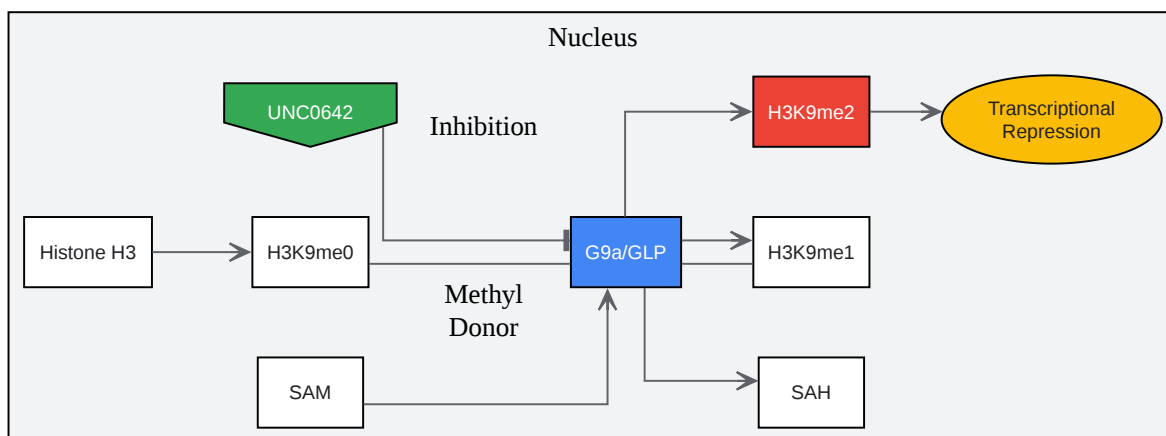 Nucleus
UNC0642
Inhibition
H3K9me2
Transcriptional
Repression
Histone H3
H3K9me0
G9a/GLP
H3K9me1
Methyl
Donor
SAM
SAH